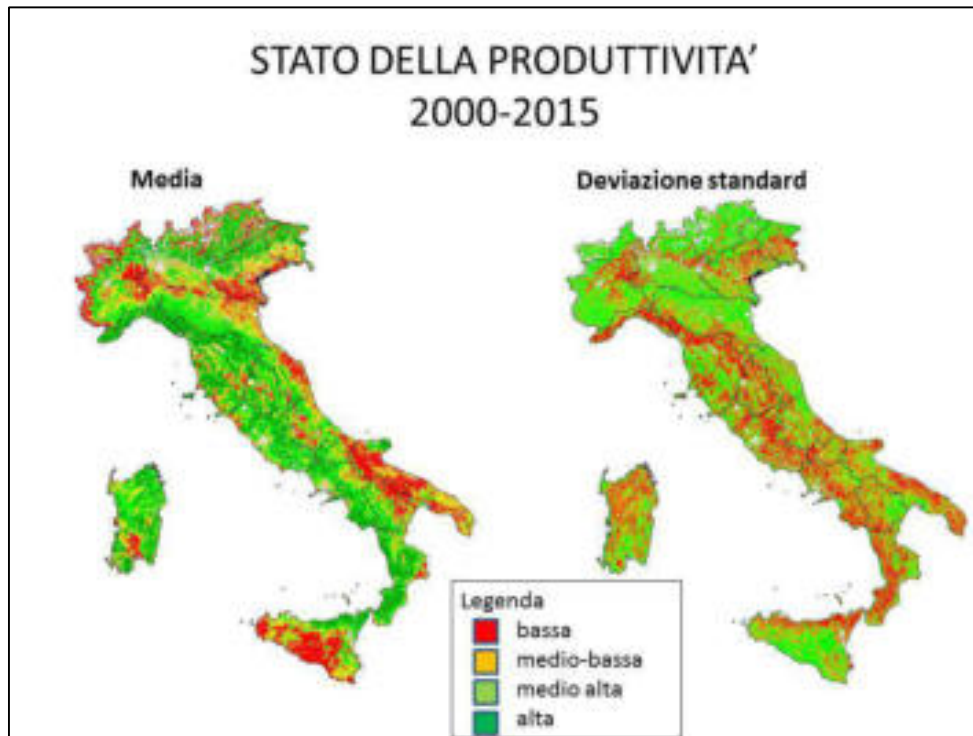 STATO DELLA PRODUTTIVITA’
2000-2015
Media
Deviazione standard
Legenda
bassa
medio-bassa
medio alta
alta